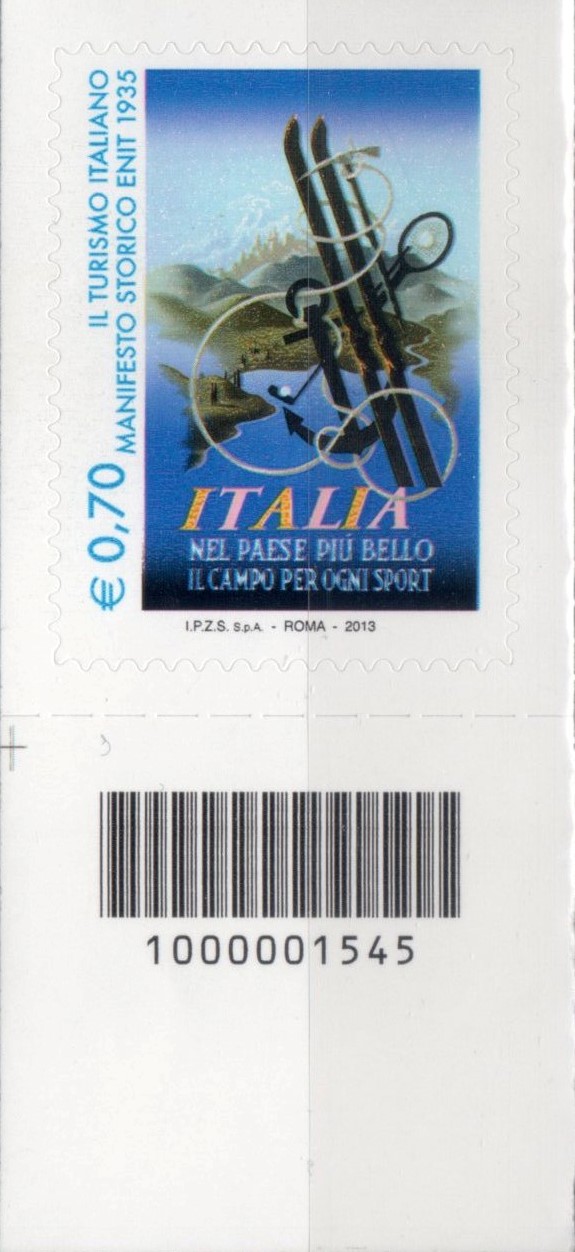 IL TURISMO ITALIANO
MANIFESTO STORICO ENIT 1935
€ 0,70
ITALIA
NEL PAESE PIÚ BELLO
IL CAMPO PER OGNI SPORT
I.P.Z.S. S.p.A. - ROMA - 2013
1000001545